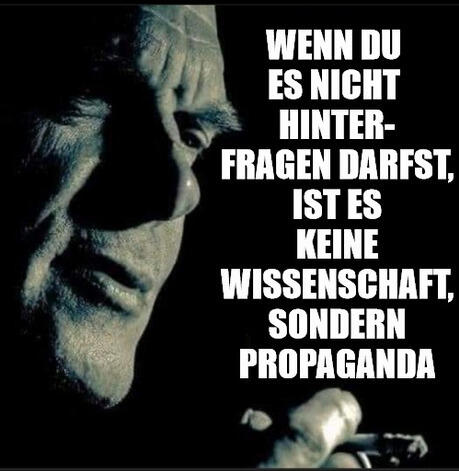 WENN DU
ES NICHT
HINTER-
FRAGEN DARFST,
IST ES
KEINE
WISSENSCHAFT,
SONDERN
PROPAGANDA